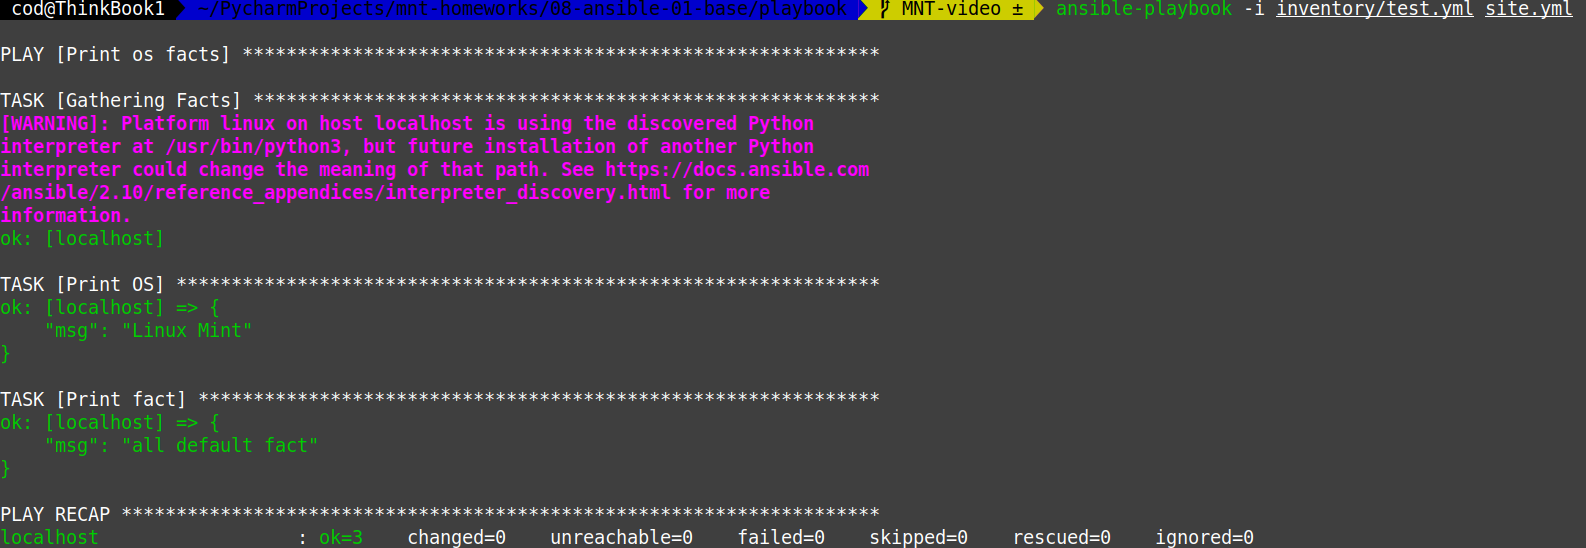 cod@ThinkBook1 ~/PycharmProjects/mnt-homeworks/08-ansible-01-base/playbook MNT-video ± ansible-playbook -i inventory/test.yml site.yml
PLAY [Print os facts] **********************************************************
TASK [Gathering Facts] *********************************************************
[WARNING]: Platform linux on host localhost is using the discovered Python
interpreter at /usr/bin/python3, but future installation of another Python
interpreter could change the meaning of that path. See https://docs.ansible.com
/ansible/2.10/reference_appendices/interpreter_discovery.html for more
information.
ok: [localhost]
TASK [Print OS] ****************************************************************
ok: [localhost] => {
    "msg": "Linux Mint"
}
TASK [Print fact] **************************************************************
ok: [localhost] => {
    "msg": "all default fact"
}
PLAY RECAP *********************************************************************
localhost                  : ok=3    changed=0    unreachable=0    failed=0    skipped=0    rescued=0    ignored=0